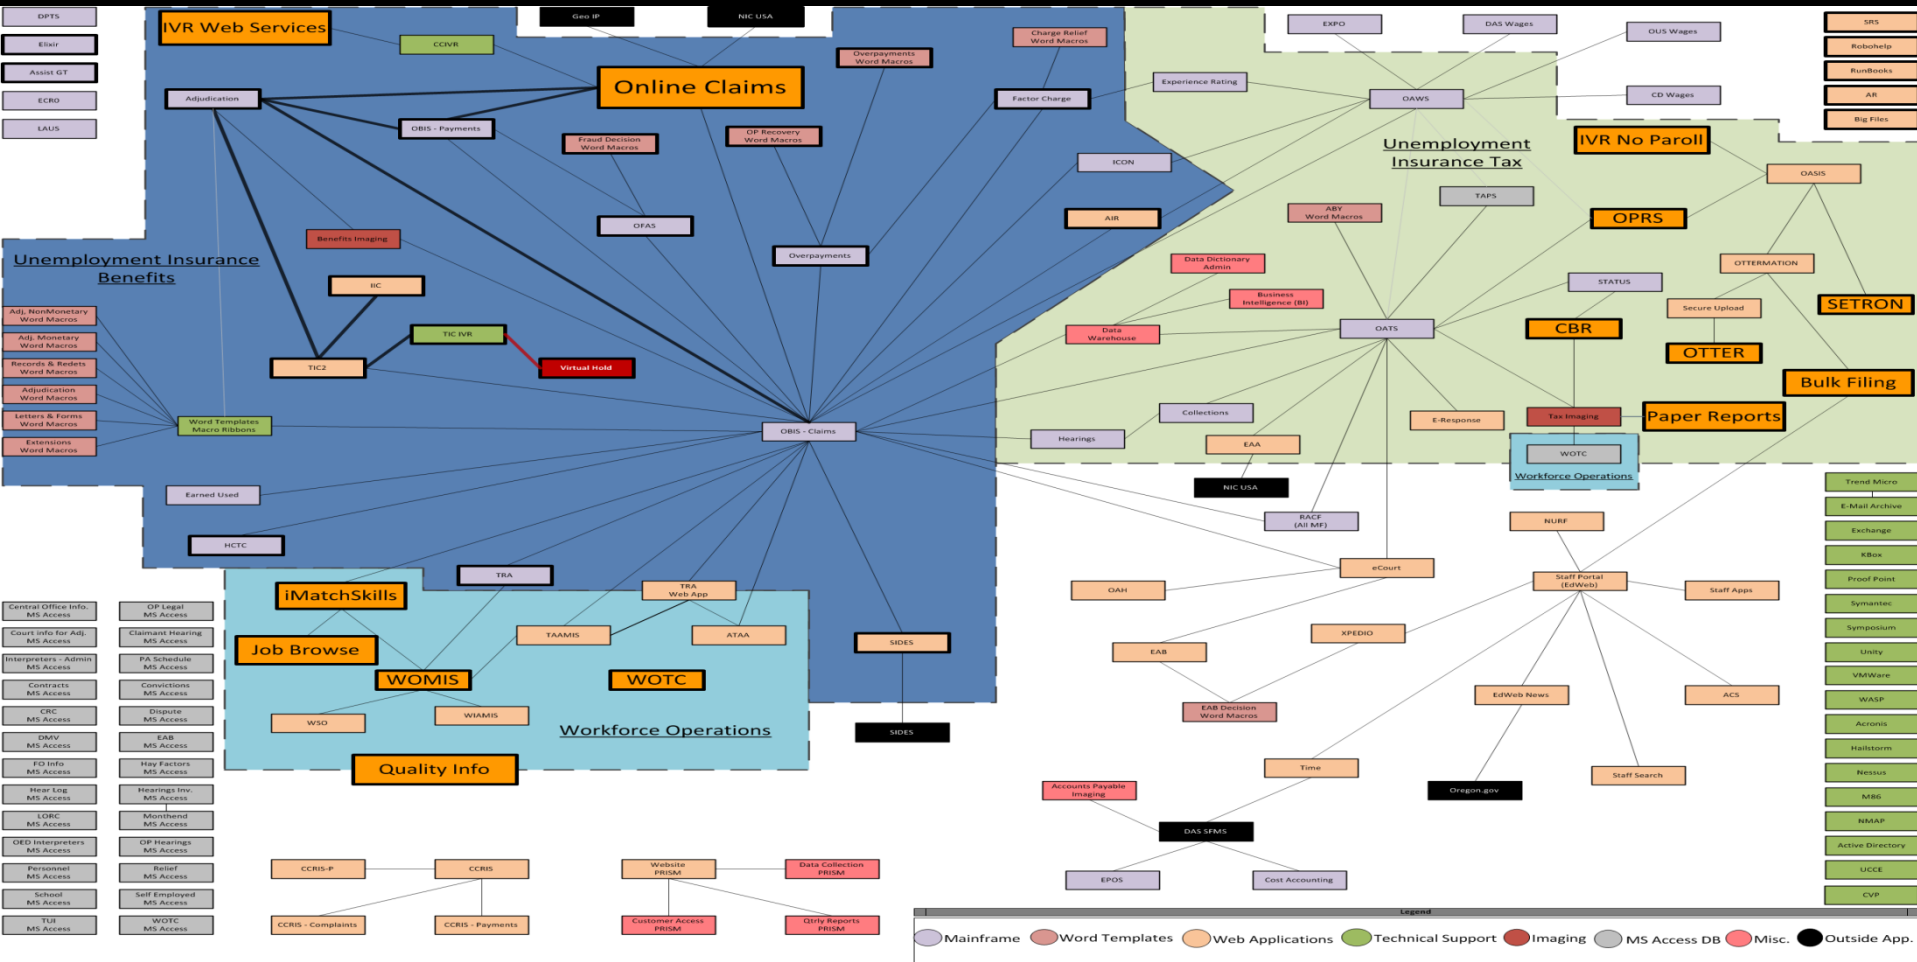 DPTS
Elixir
Assist GT
ECRO
LAUS
IVR Web Services
CCIVR
Geo IP
NIC USA
Online Claims
Overpayments
Word Macros
Charge Relief
Word Macros
Adjudication
OBIS - Payments
Fraud Decision
Word Macros
OP Recovery
Word Macros
Factor Charge
Experience Rating
EXPO
DAS Wages
OUS Wages
OAWS
CD Wages
SRS
Robohelp
RunBooks
AR
Big Files
Unemployment
Insurance Tax
IVR No Paroll
ICON
OASIS
TAPS
AIR
ABY
Word Macros
OPRS
OFAS
Benefits Imaging
Overpayments
Unemployment Insurance
Benefits
Data Dictionary
Admin
OTTERMATION
IIC
STATUS
Business
Intelligence (BI)
Secure Upload
SETRON
Adj, NonMonetary
Word Macros
Adj. Monetary
Word Macros
Records & Redets
Word Macros
Adjudication
Word Macros
Letters & Forms
Word Macros
Extensions
Word Macros
TIC IVR
TIC2
Virtual Hold
Data
Warehouse
OATS
CBR
OTTER
Bulk Filing
Word Templates
Macro Ribbons
OBIS - Claims
Collections
Hearings
EAA
E-Response
Tax Imaging
Paper Reports
WOTC
Workforce Operations
NIC USA
RACF
(All MF)
NURF
Earned Used
HCTC
TRA
TRA
Web App
iMatchSkills
Job Browse
TAAMIS
ATAA
WOMIS
WOTC
WSO
WIAMIS
Workforce Operations
Quality Info
SIDES
SIDES
eCourt
OAH
Staff Portal
(EdWeb)
Staff Apps
XPEDIO
EAB
EAB Decision
Word Macros
EdWeb News
ACS
Time
Staff Search
Oregon.gov
Accounts Payable
Imaging
DAS SFMS
EPOS
Cost Accounting
Trend Micro
E-Mail Archive
Exchange
KBox
Proof Point
Symantec
Symposium
Unity
VMWare
WASP
Acronis
Hailstorm
Nessus
M86
NMAP
Active Directory
UCCE
CVP
Central Office Info.
MS Access
Court info for Adj.
MS Access
Interpreters - Admin
MS Access
Contracts
MS Access
CRC
MS Access
DMV
MS Access
FO Info
MS Access
Hear Log
MS Access
LORC
MS Access
OED Interpreters
MS Access
Personnel
MS Access
School
MS Access
TUI
MS Access
OP Legal
MS Access
Claimant Hearing
MS Access
PA Schedule
MS Access
Convictions
MS Access
Dispute
MS Access
EAB
MS Access
Hay Factors
MS Access
Hearings Inv.
MS Access
Monthend
MS Access
OP Hearings
MS Access
Relief
MS Access
Self Employed
MS Access
WOTC
MS Access
CCRIS-P
CCRIS
CCRIS - Complaints
CCRIS - Payments
Website
PRISM
Data Collection
PRISM
Customer Access
PRISM
Qtrly Reports
PRISM
Legend
Mainframe
Word Templates
Web Applications
Technical Support
Imaging
MS Access DB
Misc.
Outside App.